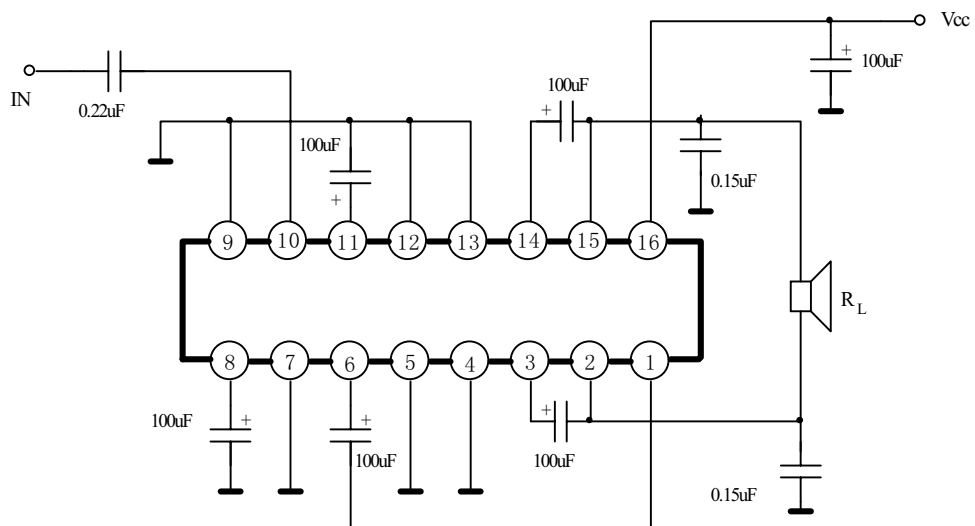 Vcc
+
100uF
IN
0.22uF
100uF
+
100uF
+
0.15uF
9 10 11 12 13 14 15 16
R_L
8 7 6 5 4 3 2 1
100uF
+
+
100uF
+
100uF
0.15uF